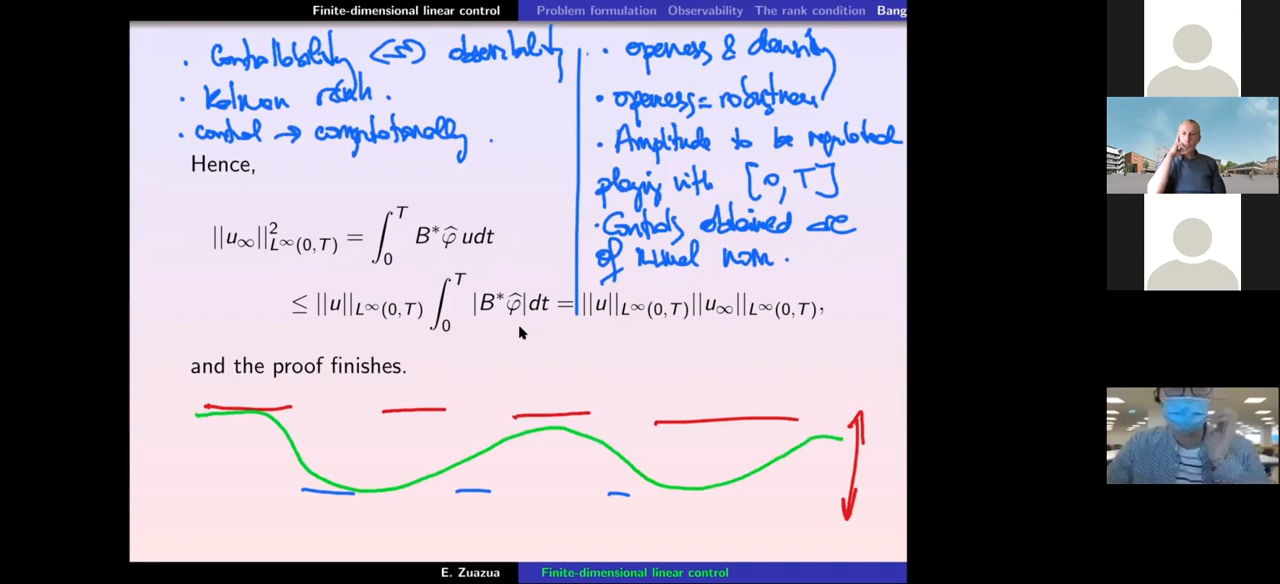 Finite-dimensional linear control
Problem formulation Observability The rank condition Bang
. Controllability <=> observability
. Kalman rank.
. control → computationally.
. openess & density
. openess = robustness
. Amplitude to be regulated
playing with [0,T]
. Controls obtained are
of minimal norm.
Hence,
||u∞||²L∞(0,T) = ∫₀ᵀ B*φ̂ udt
≤ ||u||L∞(0,T) ∫₀ᵀ |B*φ̂|dt = ||u||L∞(0,T)||u∞||L∞(0,T),
and the proof finishes.
E. Zuazua
Finite-dimensional linear control